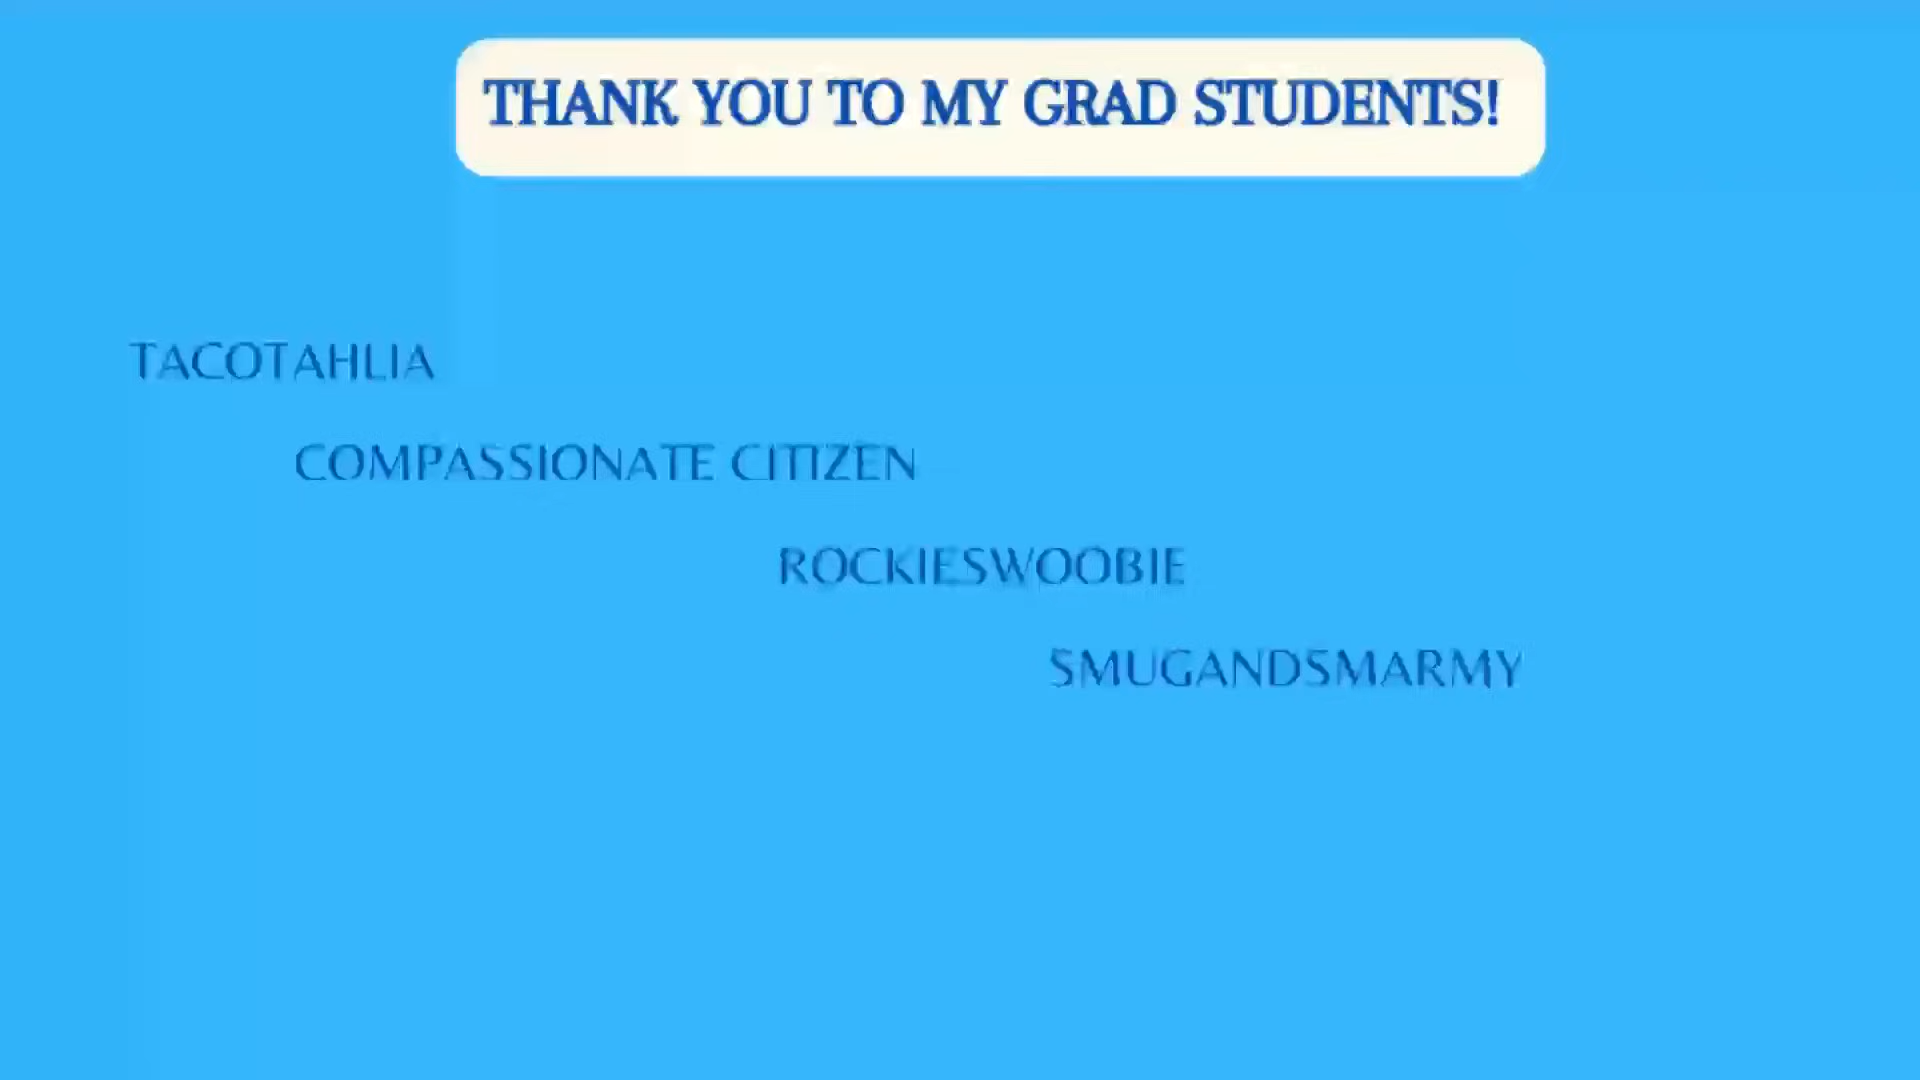 THANK YOU TO MY GRAD STUDENTS!
TACOTAHLIA
COMPASSIONATE CITIZEN
ROCKIESWOOBIE
SMUGANDSMARMY